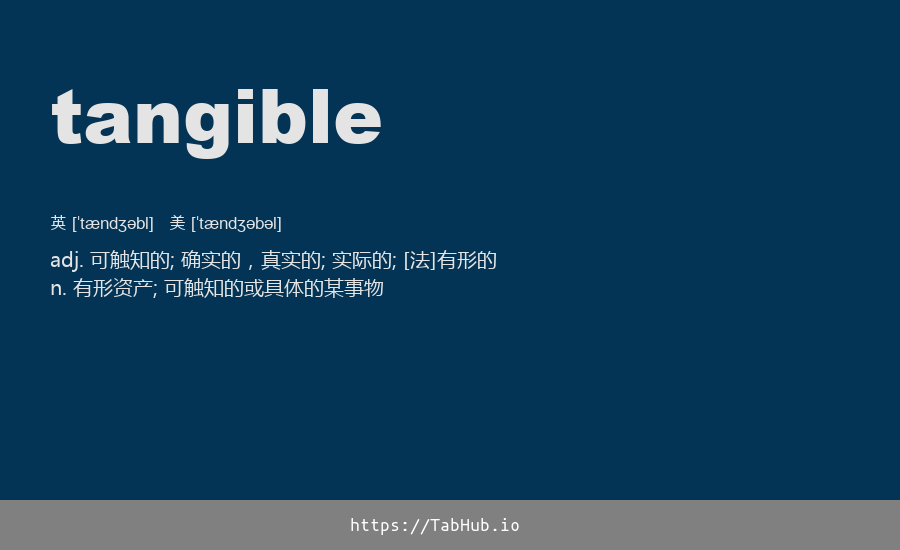 tangible
英 [ˈtændʒəbl] 美 [ˈtændʒəbəl]
adj. 可触知的; 确实的，真实的; 实际的; [法]有形的
n. 有形资产; 可触知的或具体的某事物
https://TabHub.io